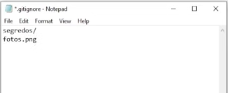 *.gitignore - Notepad
File Edit Format View Help
segredos/
fotos.png